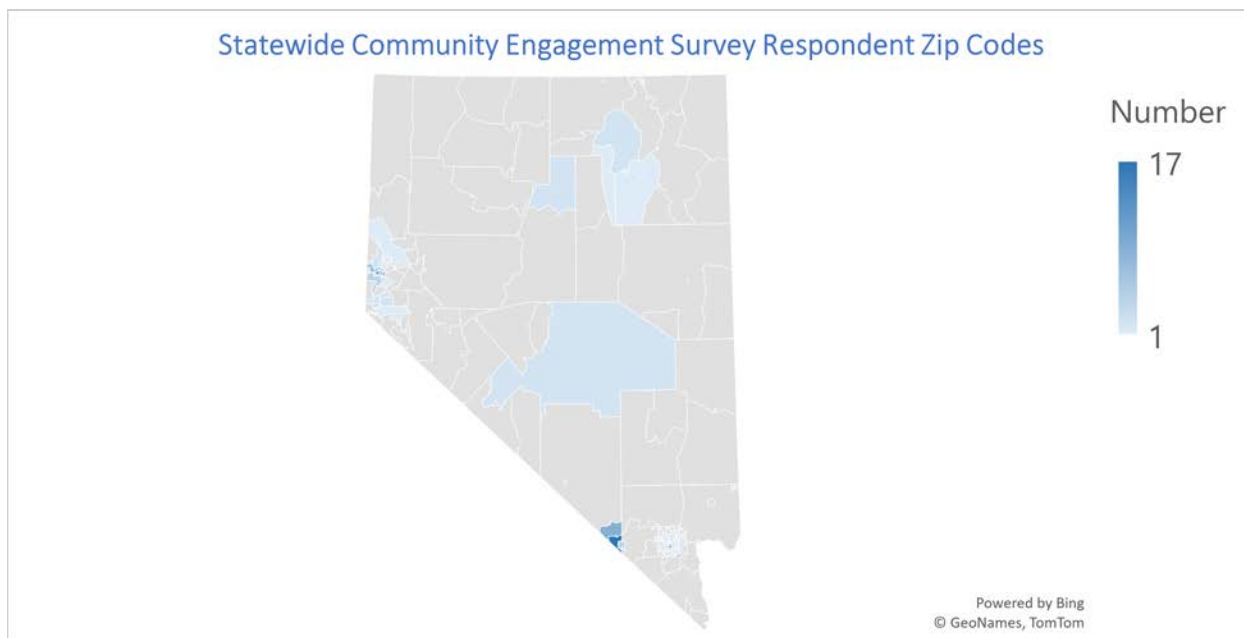 Statewide Community Engagement Survey Respondent Zip Codes
Number
17
1
Powered by Bing
© GeoNames, TomTom